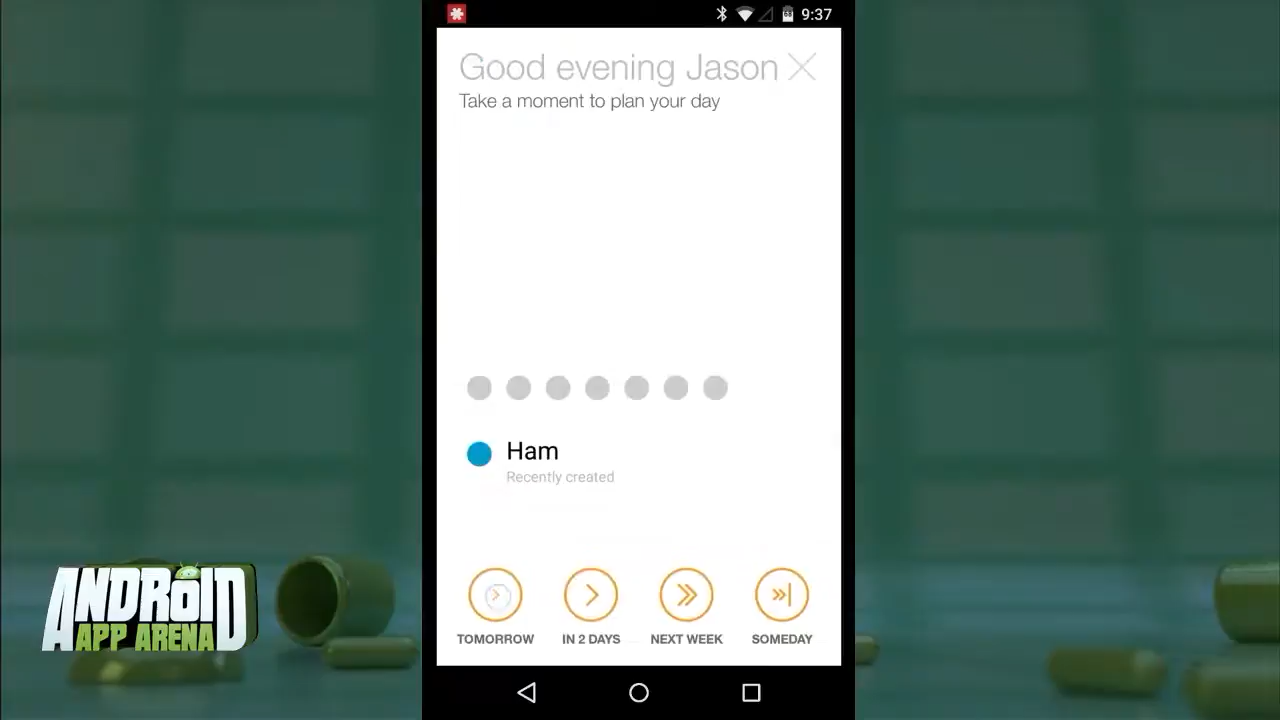 9:37
Good evening Jason
Take a moment to plan your day
Ham
Recently created
TOMORROW
IN 2 DAYS
NEXT WEEK
SOMEDAY
ANDROID
APP ARENA